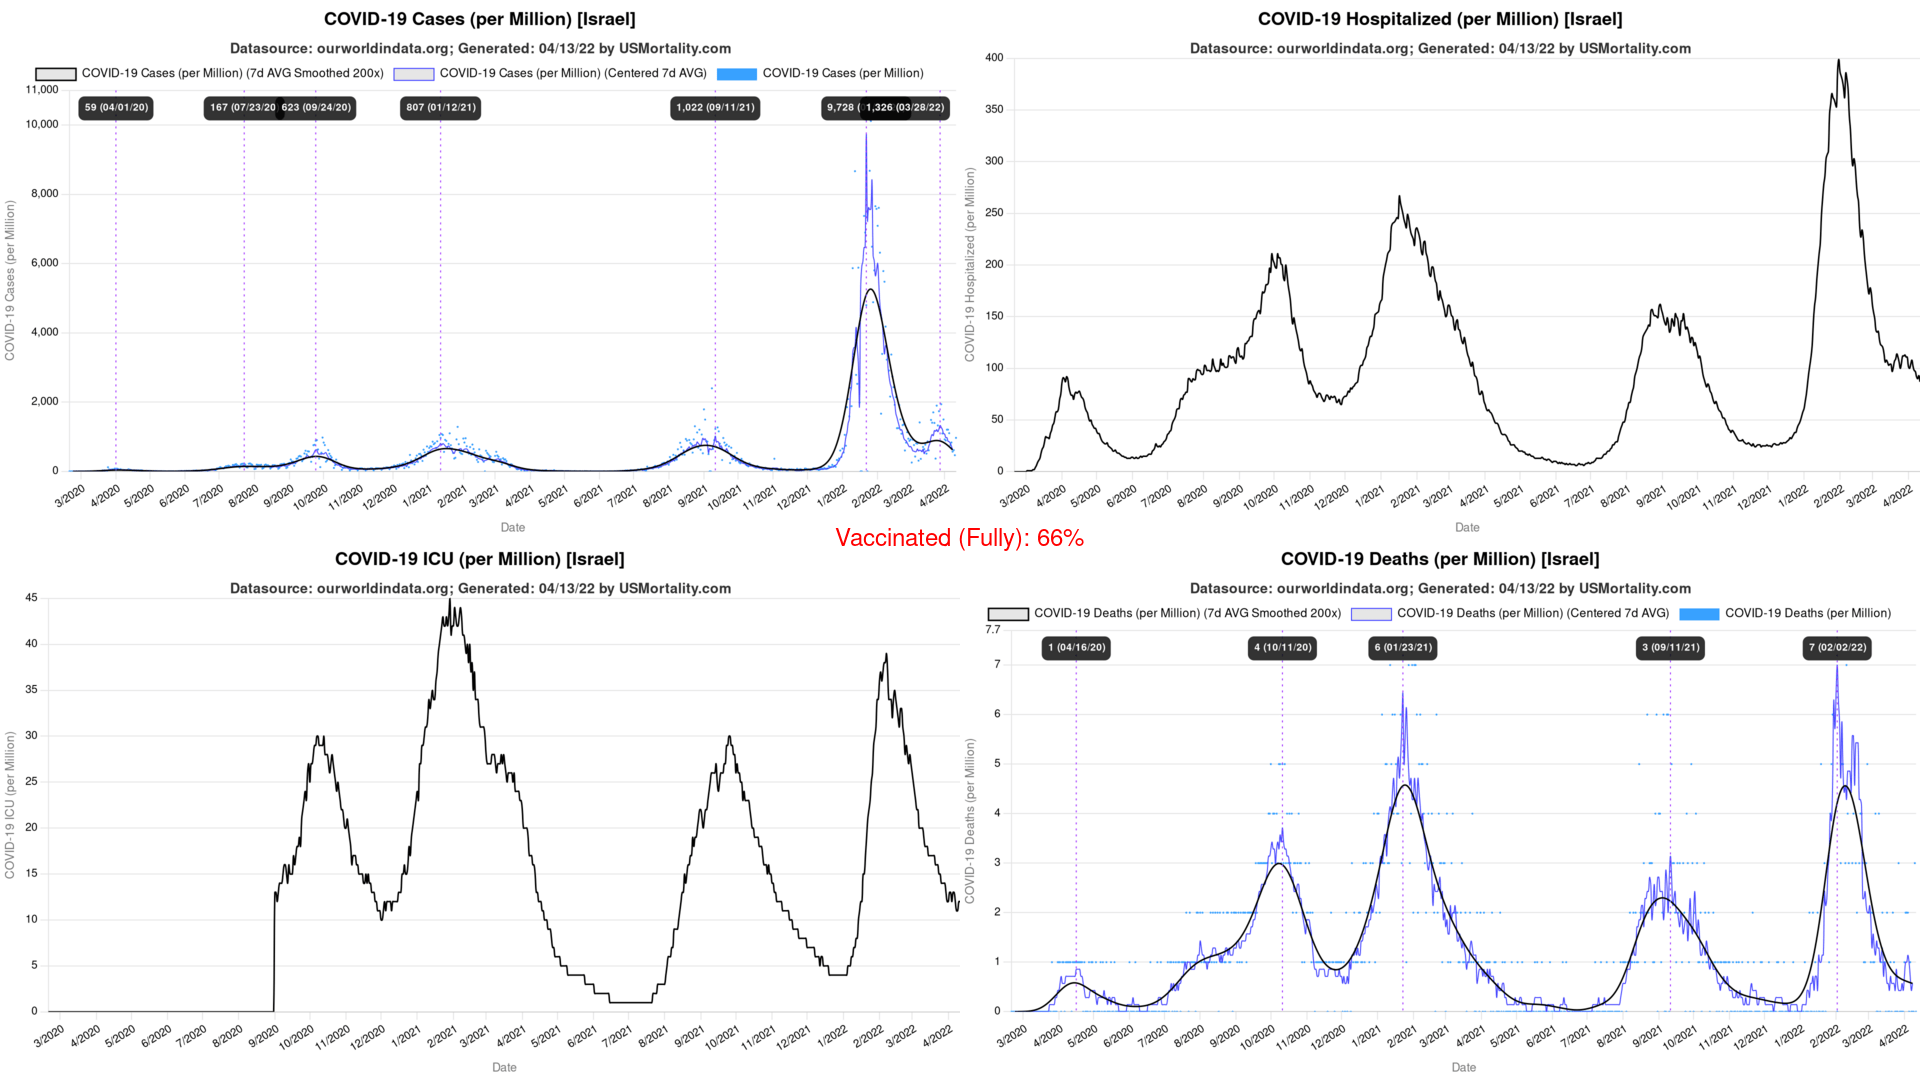 COVID-19 Cases (per Million) [Israel]
Datasource: ourworldindata.org; Generated: 04/13/22 by USMortality.com
COVID-19 Cases (per Million) (7d AVG Smoothed 200x)
COVID-19 Cases (per Million) (Centered 7d AVG)
COVID-19 Cases (per Million)
59 (04/01/20)
167 (07/23/20
623 (09/24/20)
807 (01/12/21)
1,022 (09/11/21)
9,728 (
1,326 (03/28/22)
COVID-19 Cases (per Million)
11,000
10,000
8,000
6,000
4,000
2,000
0
3/2020 4/2020 5/2020 6/2020 7/2020 8/2020 9/2020 10/2020 11/2020 12/2020 1/2021 2/2021 3/2021 4/2021 5/2021 6/2021 7/2021 8/2021 9/2021 10/2021 11/2021 12/2021 1/2022 2/2022 3/2022 4/2022
Date
COVID-19 Hospitalized (per Million) [Israel]
Datasource: ourworldindata.org; Generated: 04/13/22 by USMortality.com
COVID-19 Hospitalized (per Million)
400
350
300
250
200
150
100
50
0
3/2020 4/2020 5/2020 6/2020 7/2020 8/2020 9/2020 10/2020 11/2020 12/2020 1/2021 2/2021 3/2021 4/2021 5/2021 6/2021 7/2021 8/2021 9/2021 10/2021 11/2021 12/2021 1/2022 2/2022 3/2022 4/2022
Date
Vaccinated (Fully): 66%
COVID-19 ICU (per Million) [Israel]
Datasource: ourworldindata.org; Generated: 04/13/22 by USMortality.com
COVID-19 ICU (per Million)
45
40
35
30
25
20
15
10
5
0
3/2020 4/2020 5/2020 6/2020 7/2020 8/2020 9/2020 10/2020 11/2020 12/2020 1/2021 2/2021 3/2021 4/2021 5/2021 6/2021 7/2021 8/2021 9/2021 10/2021 11/2021 12/2021 1/2022 2/2022 3/2022 4/2022
Date
COVID-19 Deaths (per Million) [Israel]
Datasource: ourworldindata.org; Generated: 04/13/22 by USMortality.com
COVID-19 Deaths (per Million) (7d AVG Smoothed 200x)
COVID-19 Deaths (per Million) (Centered 7d AVG)
COVID-19 Deaths (per Million)
1 (04/16/20)
4 (10/11/20)
6 (01/23/21)
3 (09/11/21)
7 (02/02/22)
COVID-19 Deaths (per Million)
7.7
7
6
5
4
3
2
1
0
3/2020 4/2020 5/2020 6/2020 7/2020 8/2020 9/2020 10/2020 11/2020 12/2020 1/2021 2/2021 3/2021 4/2021 5/2021 6/2021 7/2021 8/2021 9/2021 10/2021 11/2021 12/2021 1/2022 2/2022 3/2022 4/2022
Date